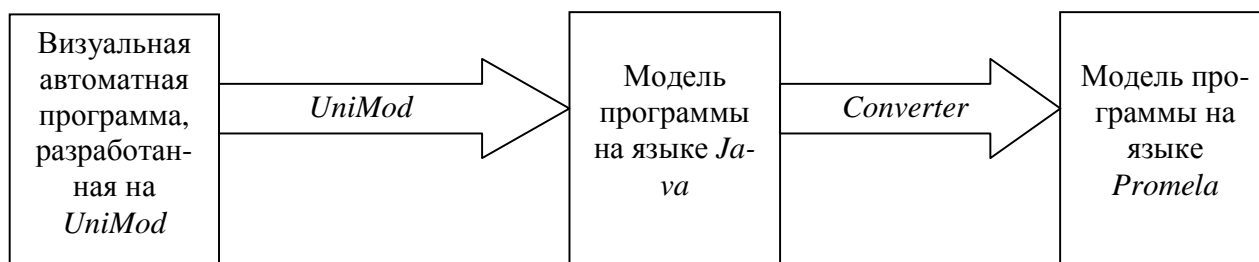 Визуальная
автоматная
программа,
разработан-
ная на
UniMod
UniMod
Модель
программы
на языке Ja-
va
Converter
Модель про-
граммы на
языке
Promela